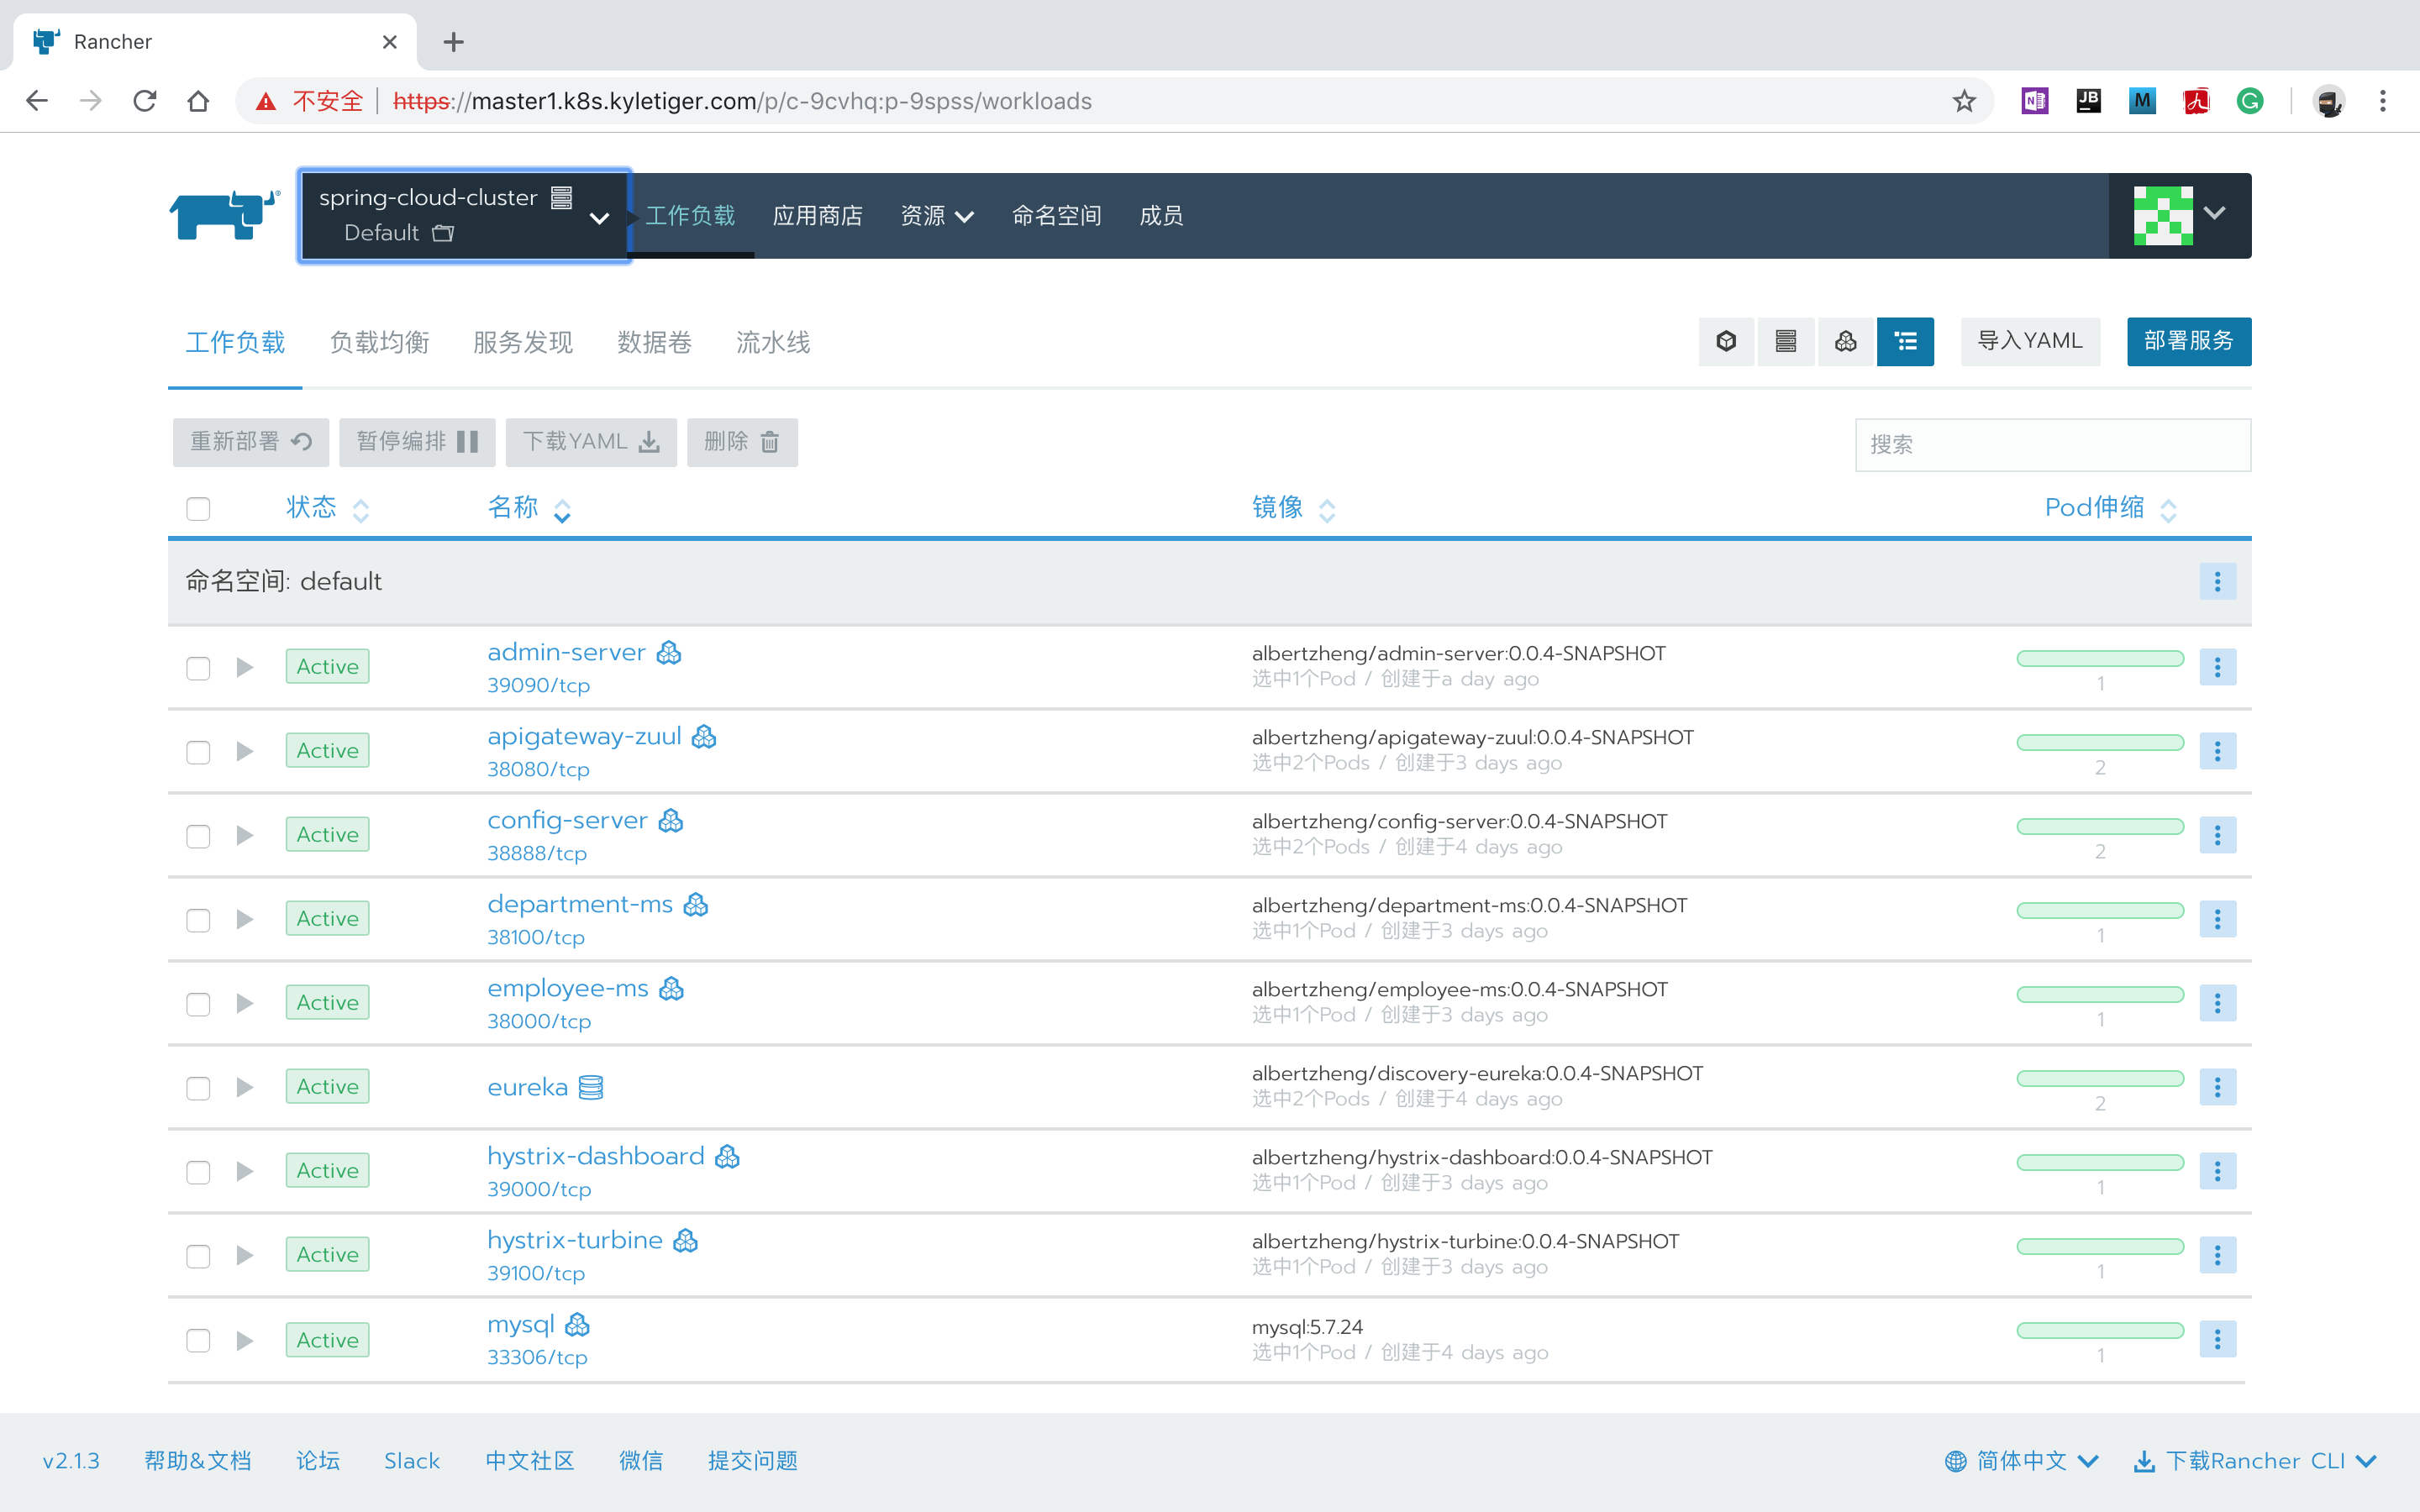 Rancher
不安全 https://master1.k8s.kyletiger.com/p/c-9cvhq:p-9spss/workloads
spring-cloud-cluster
Default
工作负载 应用商店 资源 命名空间 成员
工作负载 负载均衡 服务发现 数据卷 流水线 导入YAML 部署服务
重新部署 暂停编排 下载YAML 删除 搜索
状态 名称 镜像 Pod伸缩
命名空间: default
Active admin-server albertzheng/admin-server:0.0.4-SNAPSHOT
39090/tcp 选中1个Pod / 创建于a day ago 1
Active apigateway-zuul albertzheng/apigateway-zuul:0.0.4-SNAPSHOT
38080/tcp 选中2个Pods / 创建于3 days ago 2
Active config-server albertzheng/config-server:0.0.4-SNAPSHOT
38888/tcp 选中2个Pods / 创建于4 days ago 2
Active department-ms albertzheng/department-ms:0.0.4-SNAPSHOT
38100/tcp 选中1个Pod / 创建于3 days ago 1
Active employee-ms albertzheng/employee-ms:0.0.4-SNAPSHOT
38000/tcp 选中1个Pod / 创建于3 days ago 1
Active eureka albertzheng/discovery-eureka:0.0.4-SNAPSHOT
选中2个Pods / 创建于4 days ago 2
Active hystrix-dashboard albertzheng/hystrix-dashboard:0.0.4-SNAPSHOT
39000/tcp 选中1个Pod / 创建于3 days ago 1
Active hystrix-turbine albertzheng/hystrix-turbine:0.0.4-SNAPSHOT
39100/tcp 选中1个Pod / 创建于3 days ago 1
Active mysql mysql:5.7.24
33306/tcp 选中1个Pod / 创建于4 days ago 1
v2.1.3 帮助&文档 论坛 Slack 中文社区 微信 提交问题 简体中文 下载Rancher CLI